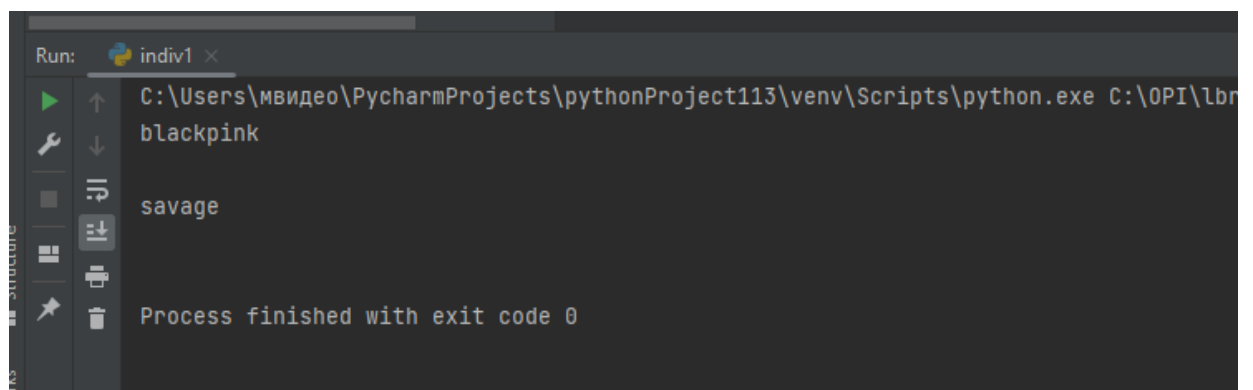 Run: indiv1
C:\Users\мвидео\PycharmProjects\pythonProject113\venv\Scripts\python.exe C:\OPI\lbr
blackpink
savage
Process finished with exit code 0
Structure